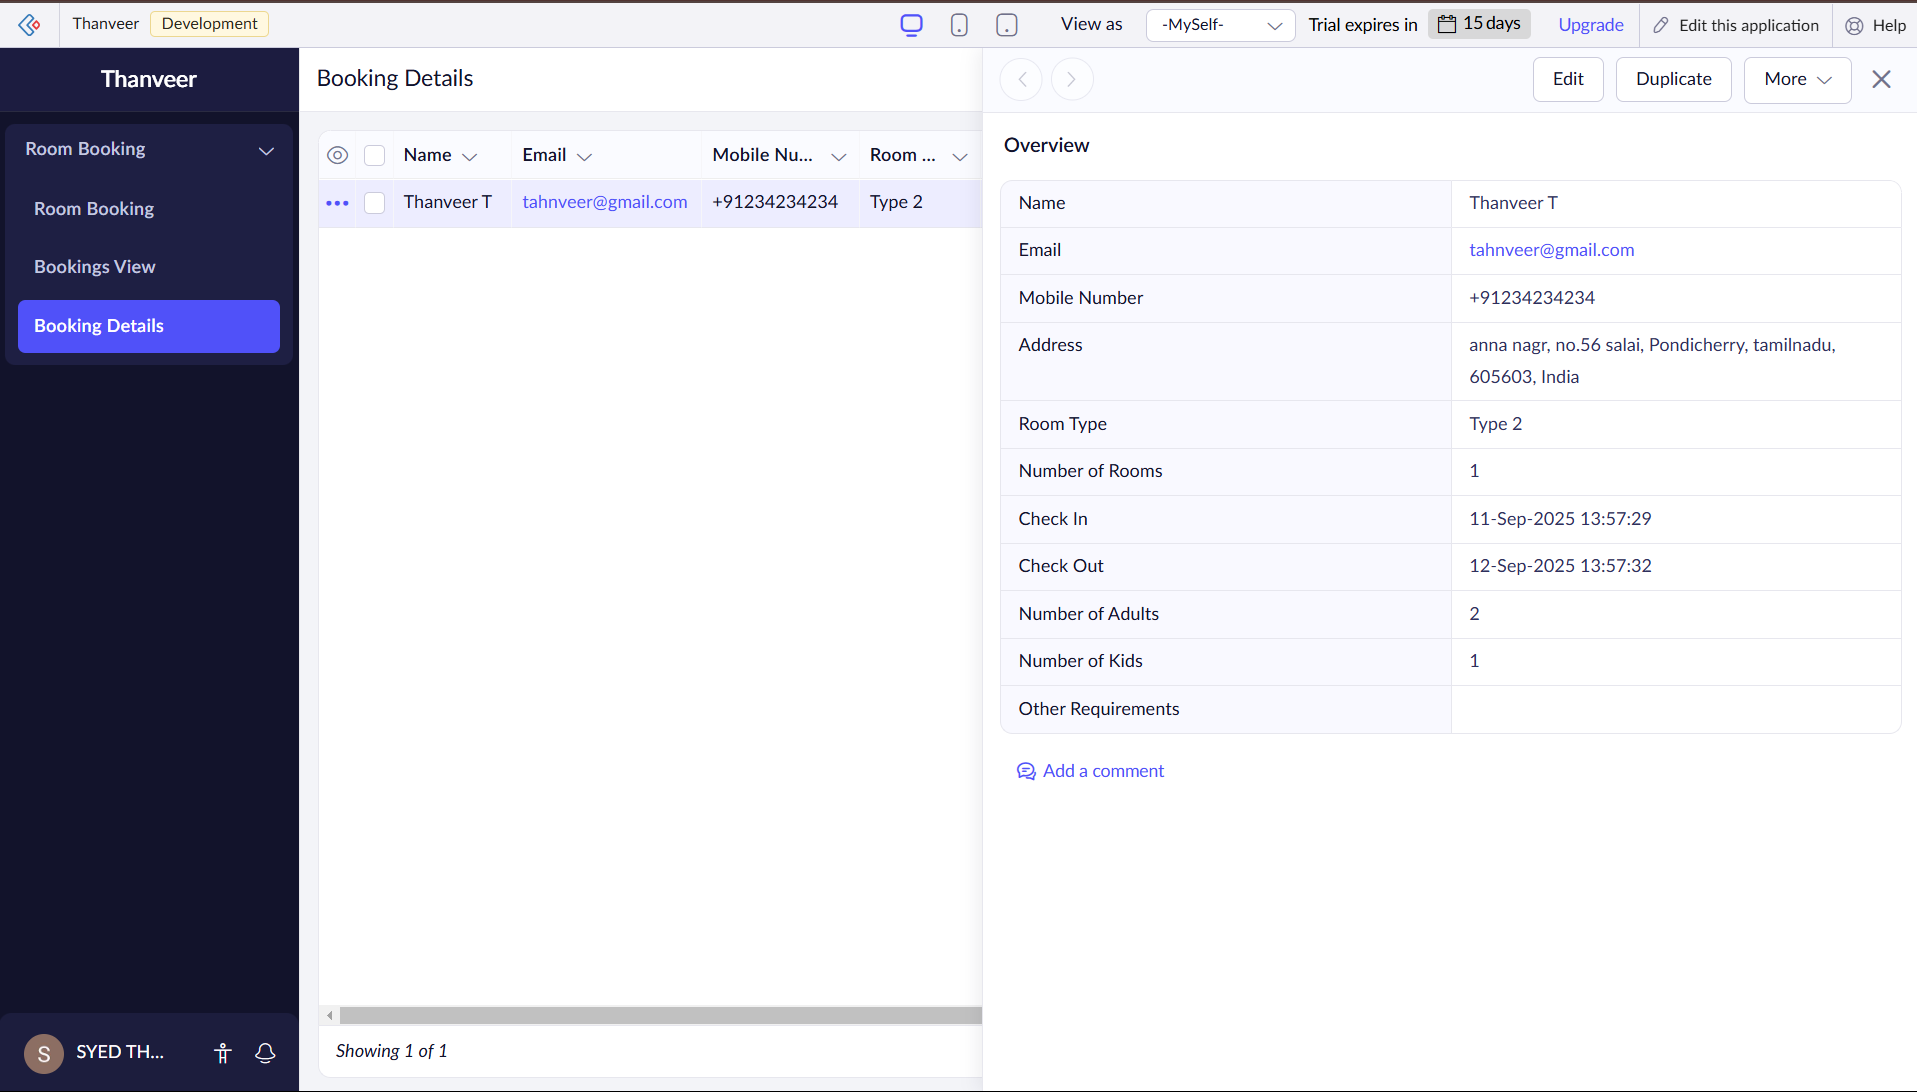 Thanveer Development View as -MySelf- Trial expires in 15 days Upgrade Edit this application Help
Thanveer
Room Booking
Room Booking
Bookings View
Booking Details
SYED TH...
S
Booking Details
Name Email Mobile Nu... Room ...
Thanveer T tahnveer@gmail.com +91234234234 Type 2
Showing 1 of 1
Edit Duplicate More
Overview
Name Thanveer T
Email tahnveer@gmail.com
Mobile Number +91234234234
Address anna nagr, no.56 salai, Pondicherry, tamilnadu,
605603, India
Room Type Type 2
Number of Rooms 1
Check In 11-Sep-2025 13:57:29
Check Out 12-Sep-2025 13:57:32
Number of Adults 2
Number of Kids 1
Other Requirements
Add a comment